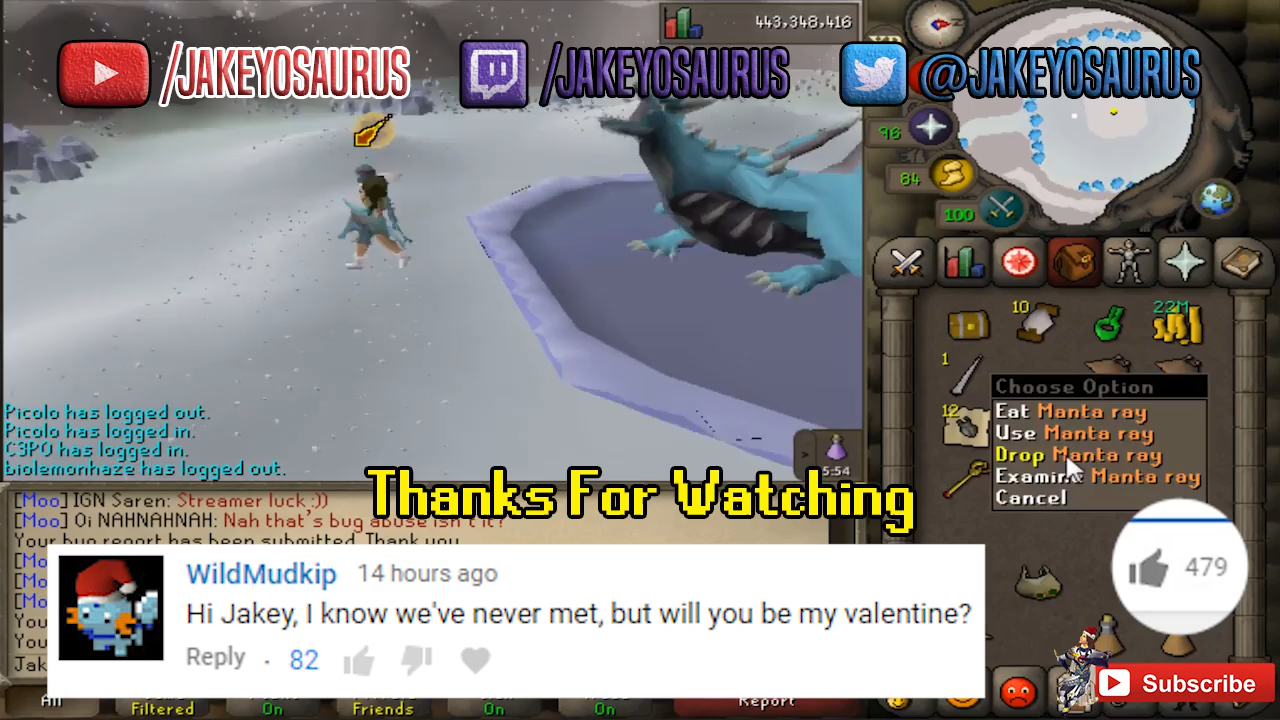 443,348,416
/JAKEYOSAURUS
/JAKEYOSAURUS
@JAKEYOSAURUS
96
84
100
10
22M
1
12
Choose Option
Eat Manta ray
Use Manta ray
Drop Manta ray
Examine Manta ray
Cancel
Picolo has logged out.
Picolo has logged in.
C3PO has logged in.
biolemonhaze has logged out.
5:54
Thanks For Watching
[Moo] IGN Saren: Streamer luck :))
[Moo] Oi NAHNAHNAH: Nah that's bug abuse isn't it?
Your bug report has been submitted. Thank you
WildMudkip 14 hours ago
Hi Jakey, I know we've never met, but will you be my valentine?
Reply · 82
479
Subscribe
All
Filtered
On
Friends
On
On
Report